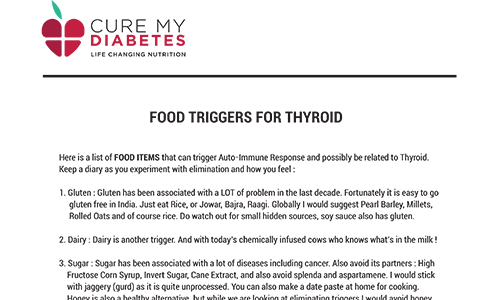 CURE MY
DIABETES
LIFE CHANGING NUTRITION
FOOD TRIGGERS FOR THYROID
Here is a list of FOOD ITEMS that can trigger Auto-Immune Response and possibly be related to Thyroid.
Keep a diary as you experiment with elimination and how you feel :
1. Gluten : Gluten has been associated with a LOT of problem in the last decade. Fortunately it is easy to go
gluten free in India. Just eat Rice, or Jowar, Bajra, Raagi. Globally I would suggest Pearl Barley, Millets,
Rolled Oats and of course rice. Do watch out for small hidden sources, soy sauce also has gluten.
2. Dairy : Dairy is another trigger. And with today's chemically infused cows who knows what's in the milk !
3. Sugar : Sugar has been associated with a lot of diseases including cancer. Also avoid its partners : High
Fructose Corn Syrup, Invert Sugar, Cane Extract, and also avoid splenda and aspartamene. I would stick
with jaggery (gurd) as it is quite unprocessed. You can also make a date paste at home for cooking.
Honey is also a healthy alternative, but while we are looking at eliminating triggers I would avoid honey